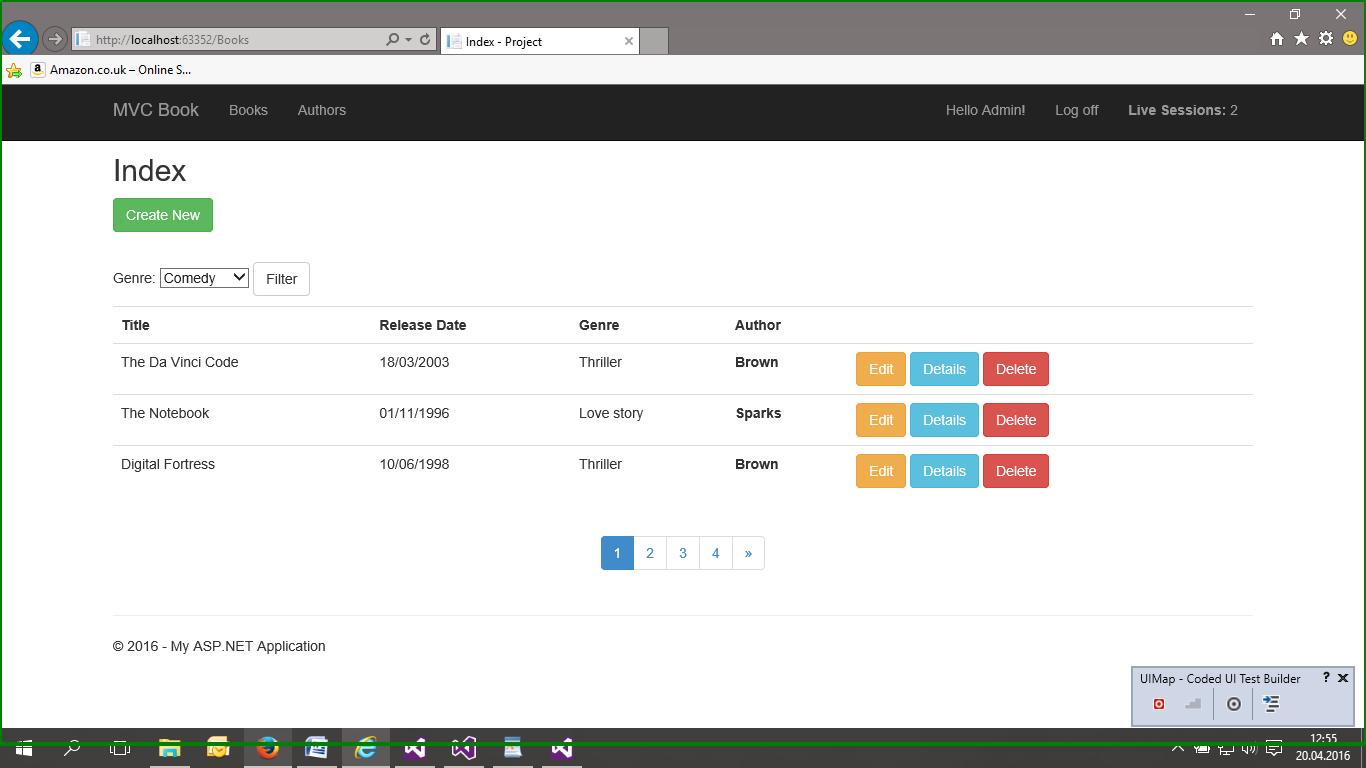 http://localhost:63352/Books
Index - Project
Amazon.co.uk – Online S...
MVC Book Books Authors Hello Admin! Log off Live Sessions: 2
Index
Create New
Genre: Comedy Filter
Title Release Date Genre Author
The Da Vinci Code 18/03/2003 Thriller Brown Edit Details Delete
The Notebook 01/11/1996 Love story Sparks Edit Details Delete
Digital Fortress 10/06/1998 Thriller Brown Edit Details Delete
1 2 3 4 »
© 2016 - My ASP.NET Application
UIMap - Coded UI Test Builder
12:55
20.04.2016